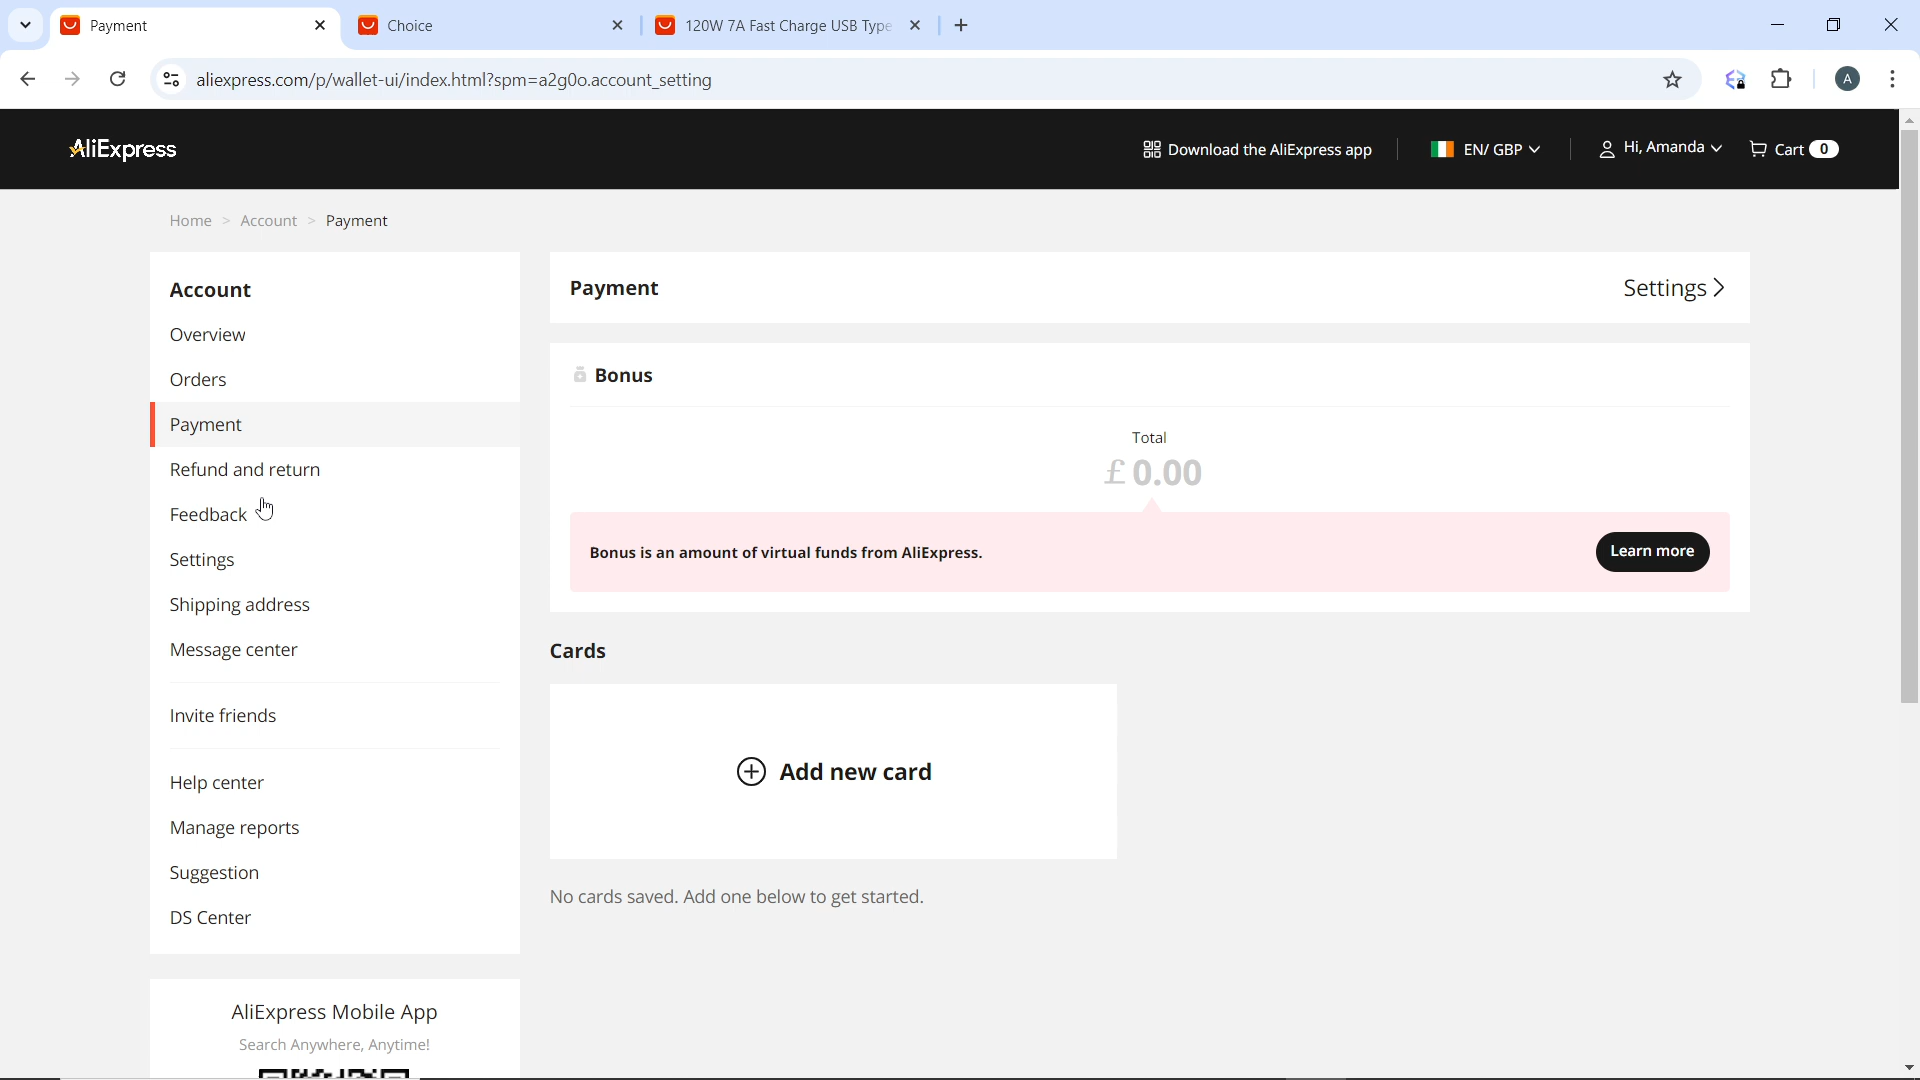 Payment
Choice
120W 7A Fast Charge USB Type
aliexpress.com/p/wallet-ui/index.html?spm=a2g0o.account_setting
A
AliExpress
Download the AliExpress app
EN/ GBP
Hi, Amanda
Cart 0
Home > Account > Payment
Account
Overview
Orders
Payment
Refund and return
Feedback
Settings
Shipping address
Message center
Invite friends
Help center
Manage reports
Suggestion
DS Center
AliExpress Mobile App
Search Anywhere, Anytime!
Payment
Settings >
Bonus
Total
£ 0.00
Bonus is an amount of virtual funds from AliExpress.
Learn more
Cards
Add new card
No cards saved. Add one below to get started.